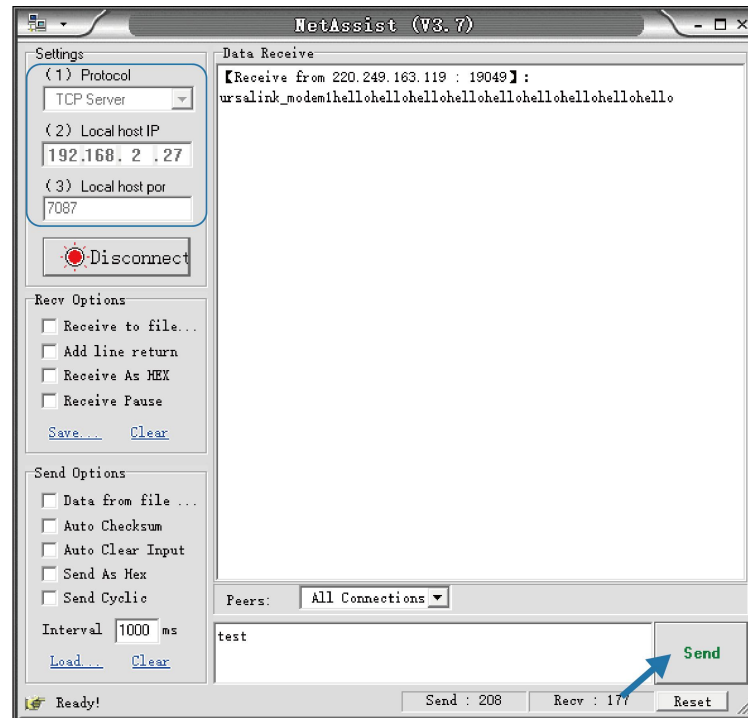 NetAssist (V3.7)
Settings
(1) Protocol
TCP Server
(2) Local host IP
192.168. 2 .27
(3) Local host por
7087
Disconnect
Recv Options
Receive to file...
Add line return
Receive As HEX
Receive Pause
Save... Clear
Send Options
Data from file ...
Auto Checksum
Auto Clear Input
Send As Hex
Send Cyclic
Interval 1000 ms
Load... Clear
Data Receive
【Receive from 220.249.163.119 : 19049】:
ursalink_modem1hellohellohellohellohellohellohellohellohello
Peers: All Connections
test
Send
Ready!
Send : 208
Recv : 177
Reset